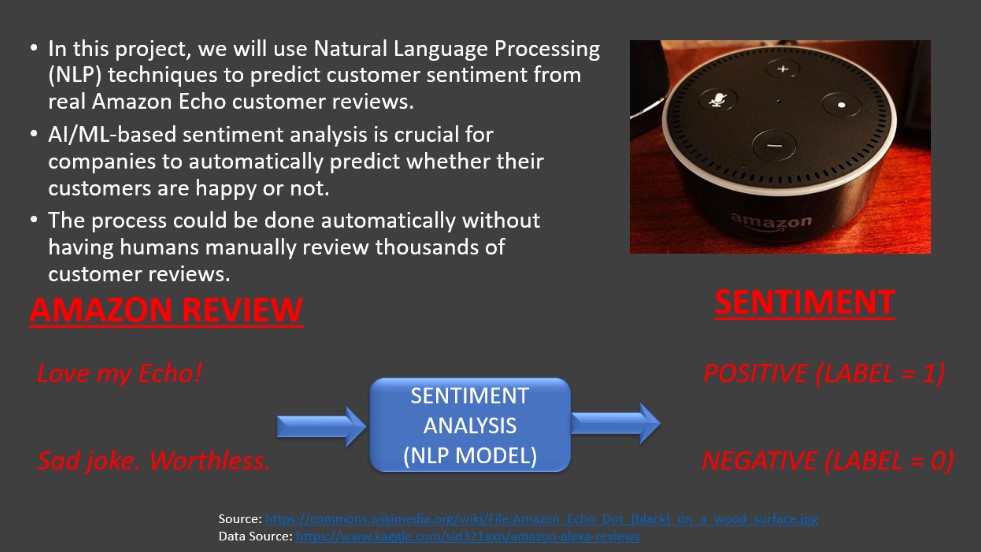 • In this project, we will use Natural Language Processing
(NLP) techniques to predict customer sentiment from
real Amazon Echo customer reviews.
• AI/ML-based sentiment analysis is crucial for
companies to automatically predict whether their
customers are happy or not.
• The process could be done automatically without
having humans manually review thousands of
customer reviews.
amazon
AMAZON REVIEW
SENTIMENT
Love my Echo!
POSITIVE (LABEL = 1)
SENTIMENT
ANALYSIS
(NLP MODEL)
Sad joke. Worthless.
NEGATIVE (LABEL = 0)
Source: https://commons.wikimedia.org/wiki/File:Amazon_Echo_Dot_(black)_on_a_wood_surface.jpg
Data Source: https://www.kaggle.com/sid321axn/amazon-alexa-reviews